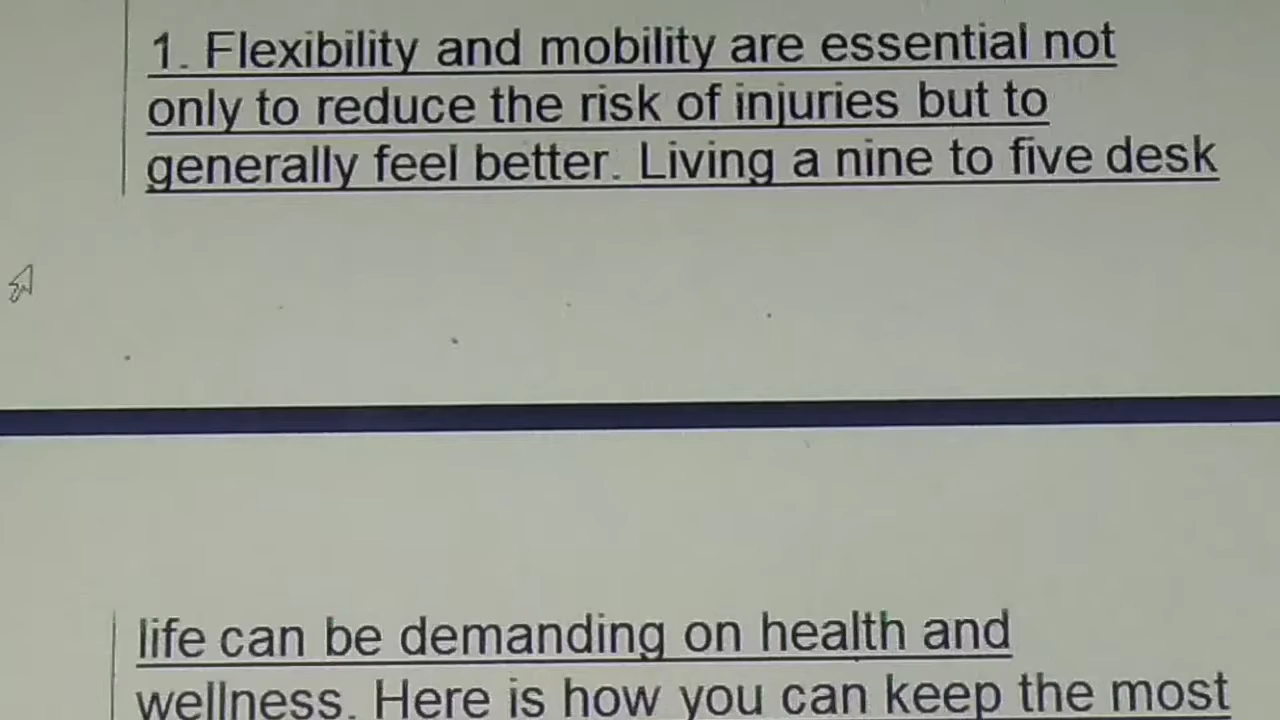 1. Flexibility and mobility are essential not
only to reduce the risk of injuries but to
generally feel better. Living a nine to five desk
life can be demanding on health and
wellness. Here is how you can keep the most